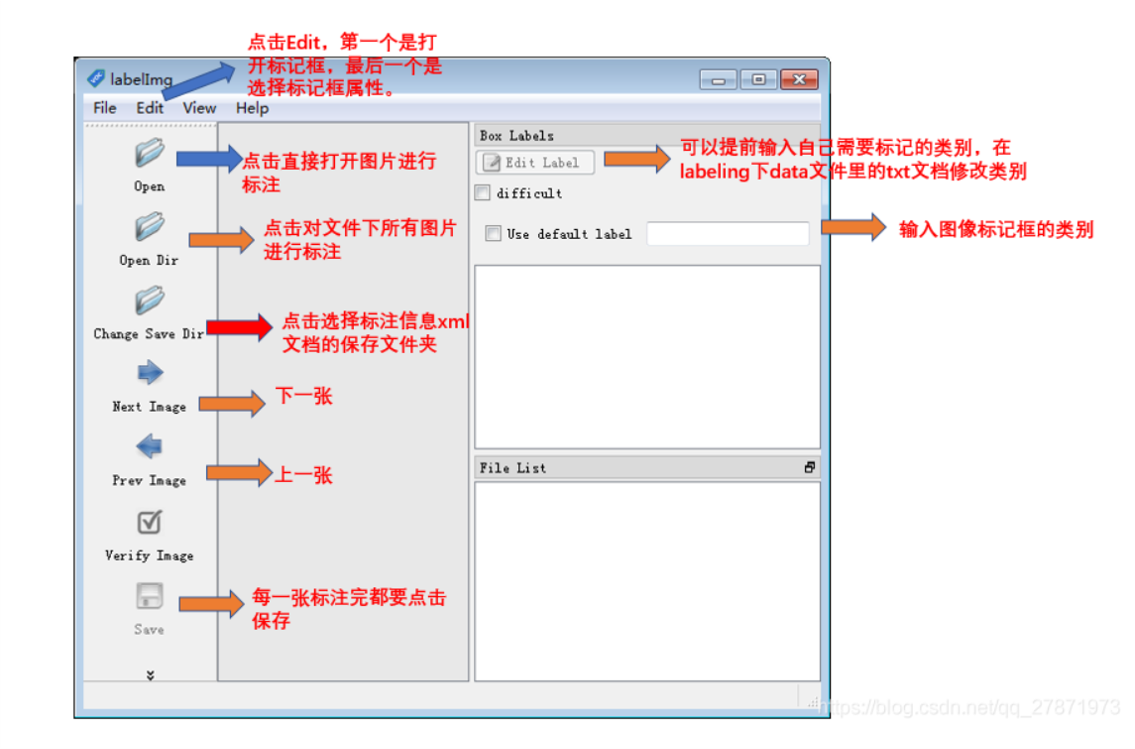 点击Edit，第一个是打
开标记框，最后一个是
选择标记框属性。
labelImg
File Edit View Help
Open
点击直接打开图片进行
标注
Open Dir
点击对文件下所有图片
进行标注
Change Save Dir
点击选择标注信息xml
文档的保存文件夹
Next Image
下一张
Prev Image
上一张
Verify Image
Save
每一张标注完都要点击
保存
Box Labels
Edit Label
可以提前输入自己需要标记的类别，在
labeling下data文件里的txt文档修改类别
difficult
Use default label
输入图像标记框的类别
File List
https://blog.csdn.net/qq_27871973